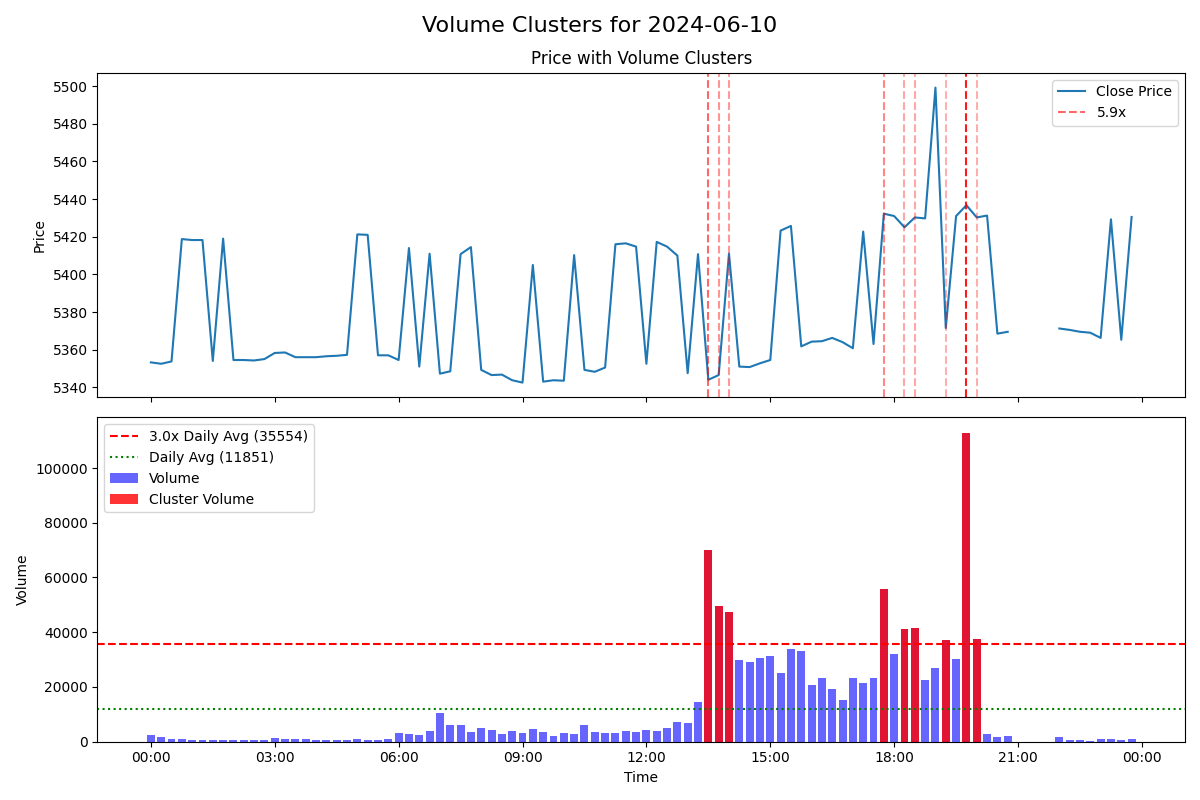 Volume Clusters for 2024-06-10
Price with Volume Clusters
Price
5500
5480
5460
5440
5420
5400
5380
5360
5340
Close Price
5.9x
Volume
100000
80000
60000
40000
20000
0
3.0x Daily Avg (35554)
Daily Avg (11851)
Volume
Cluster Volume
00:00 03:00 06:00 09:00 12:00 15:00 18:00 21:00 00:00
Time